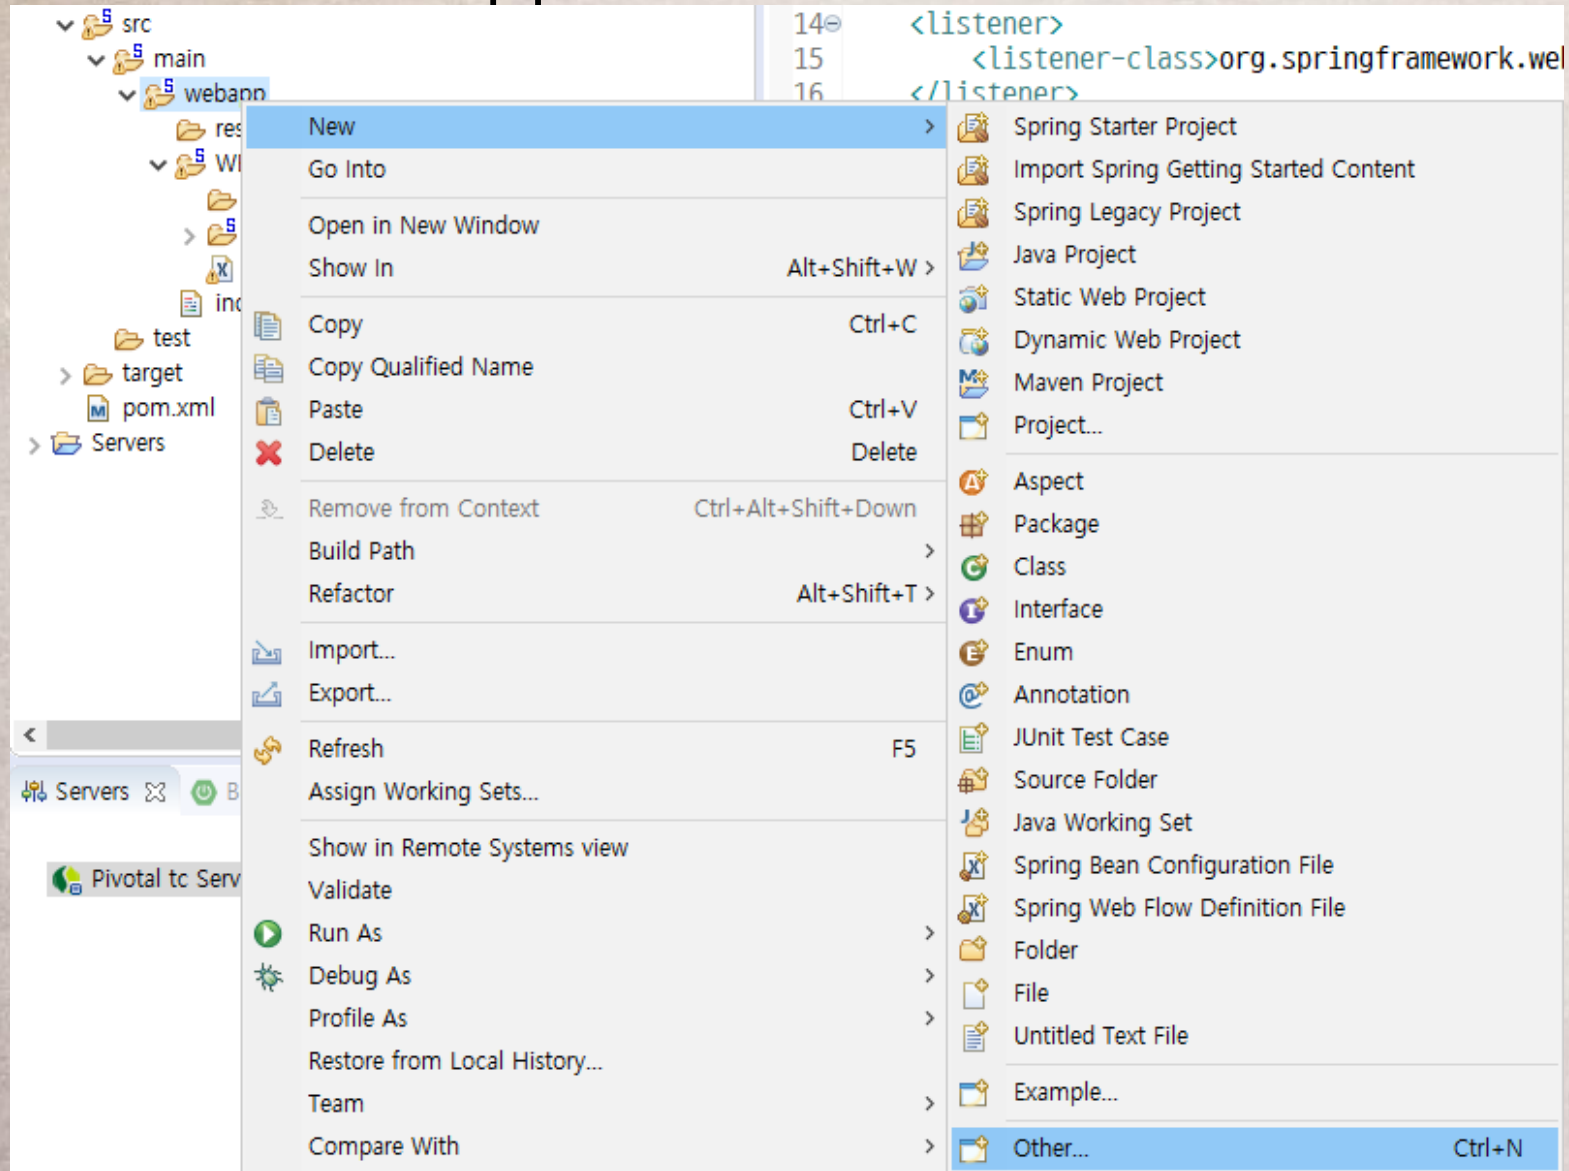 src
main
webapp
test
target
pom.xml
Servers
14
<listener>
15
<listener-class>org.springframework.we
16
</listener>
New
Go Into
Open in New Window
Show In Alt+Shift+W
Copy Ctrl+C
Copy Qualified Name
Paste Ctrl+V
Delete Delete
Remove from Context Ctrl+Alt+Shift+Down
Build Path
Refactor Alt+Shift+T
Import...
Export...
Refresh F5
Assign Working Sets...
Show in Remote Systems view
Validate
Run As
Debug As
Profile As
Restore from Local History...
Team
Compare With
Spring Starter Project
Import Spring Getting Started Content
Spring Legacy Project
Java Project
Static Web Project
Dynamic Web Project
Maven Project
Project...
Aspect
Package
Class
Interface
Enum
Annotation
JUnit Test Case
Source Folder
Java Working Set
Spring Bean Configuration File
Spring Web Flow Definition File
Folder
File
Untitled Text File
Example...
Other... Ctrl+N
Servers
Pivotal tc Serv